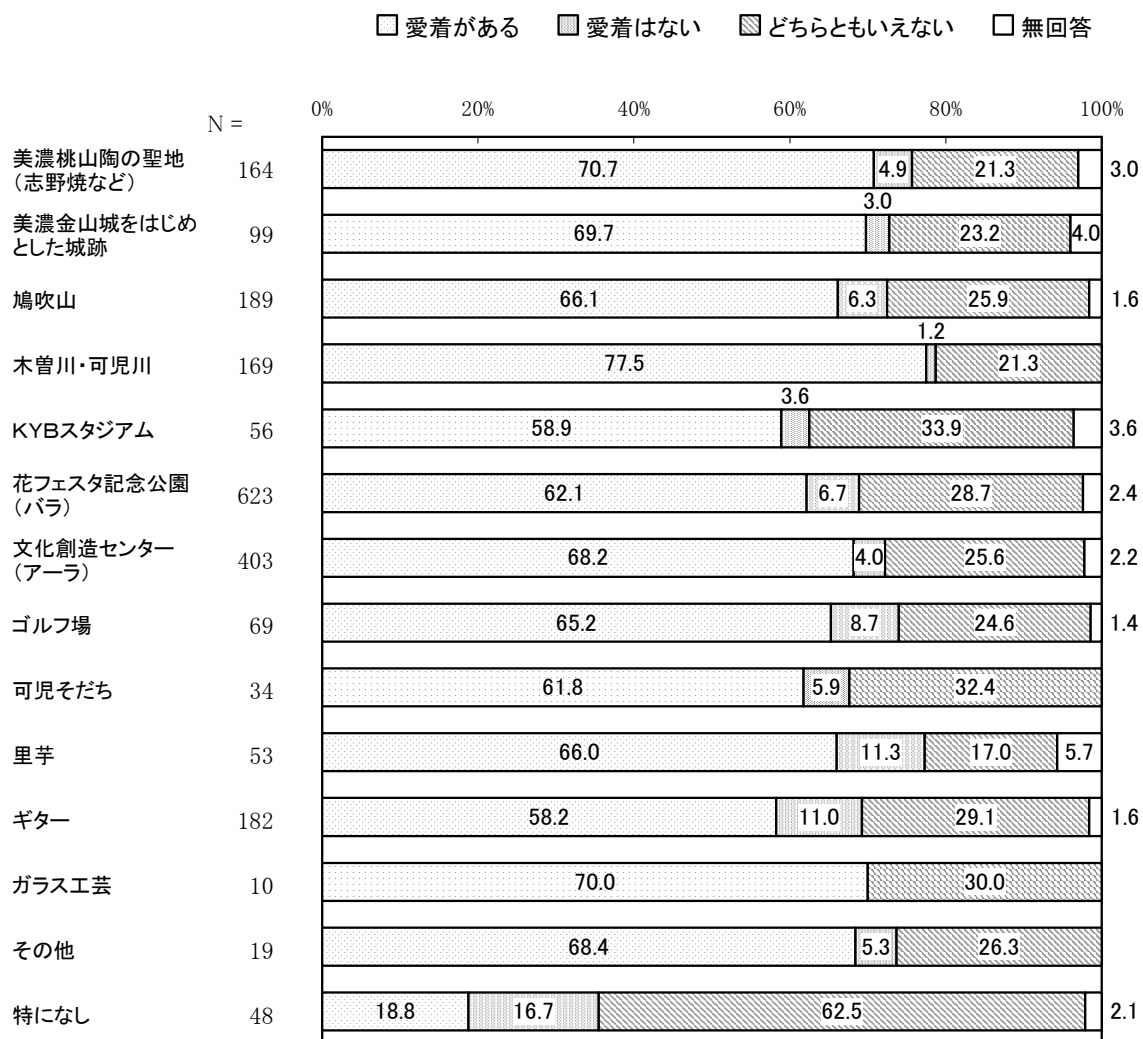 愛着がある 愛着はない どちらともいえない 無回答
0% 20% 40% 60% 80% 100%
N =
美濃桃山陶の聖地
（志野焼など）
164 70.7 4.9 21.3 3.0
美濃金山城をはじめ
とした城跡
99 69.7 3.0 23.2 4.0
鳩吹山 189 66.1 6.3 25.9 1.6
木曽川・可児川 169 77.5 1.2 21.3
KYBスタジアム 56 58.9 3.6 33.9 3.6
花フェスタ記念公園
（バラ）
623 62.1 6.7 28.7 2.4
文化創造センター
（アーラ）
403 68.2 4.0 25.6 2.2
ゴルフ場 69 65.2 8.7 24.6 1.4
可児そだち 34 61.8 5.9 32.4
里芋 53 66.0 11.3 17.0 5.7
ギター 182 58.2 11.0 29.1 1.6
ガラス工芸 10 70.0 30.0
その他 19 68.4 5.3 26.3
特になし 48 18.8 16.7 62.5 2.1